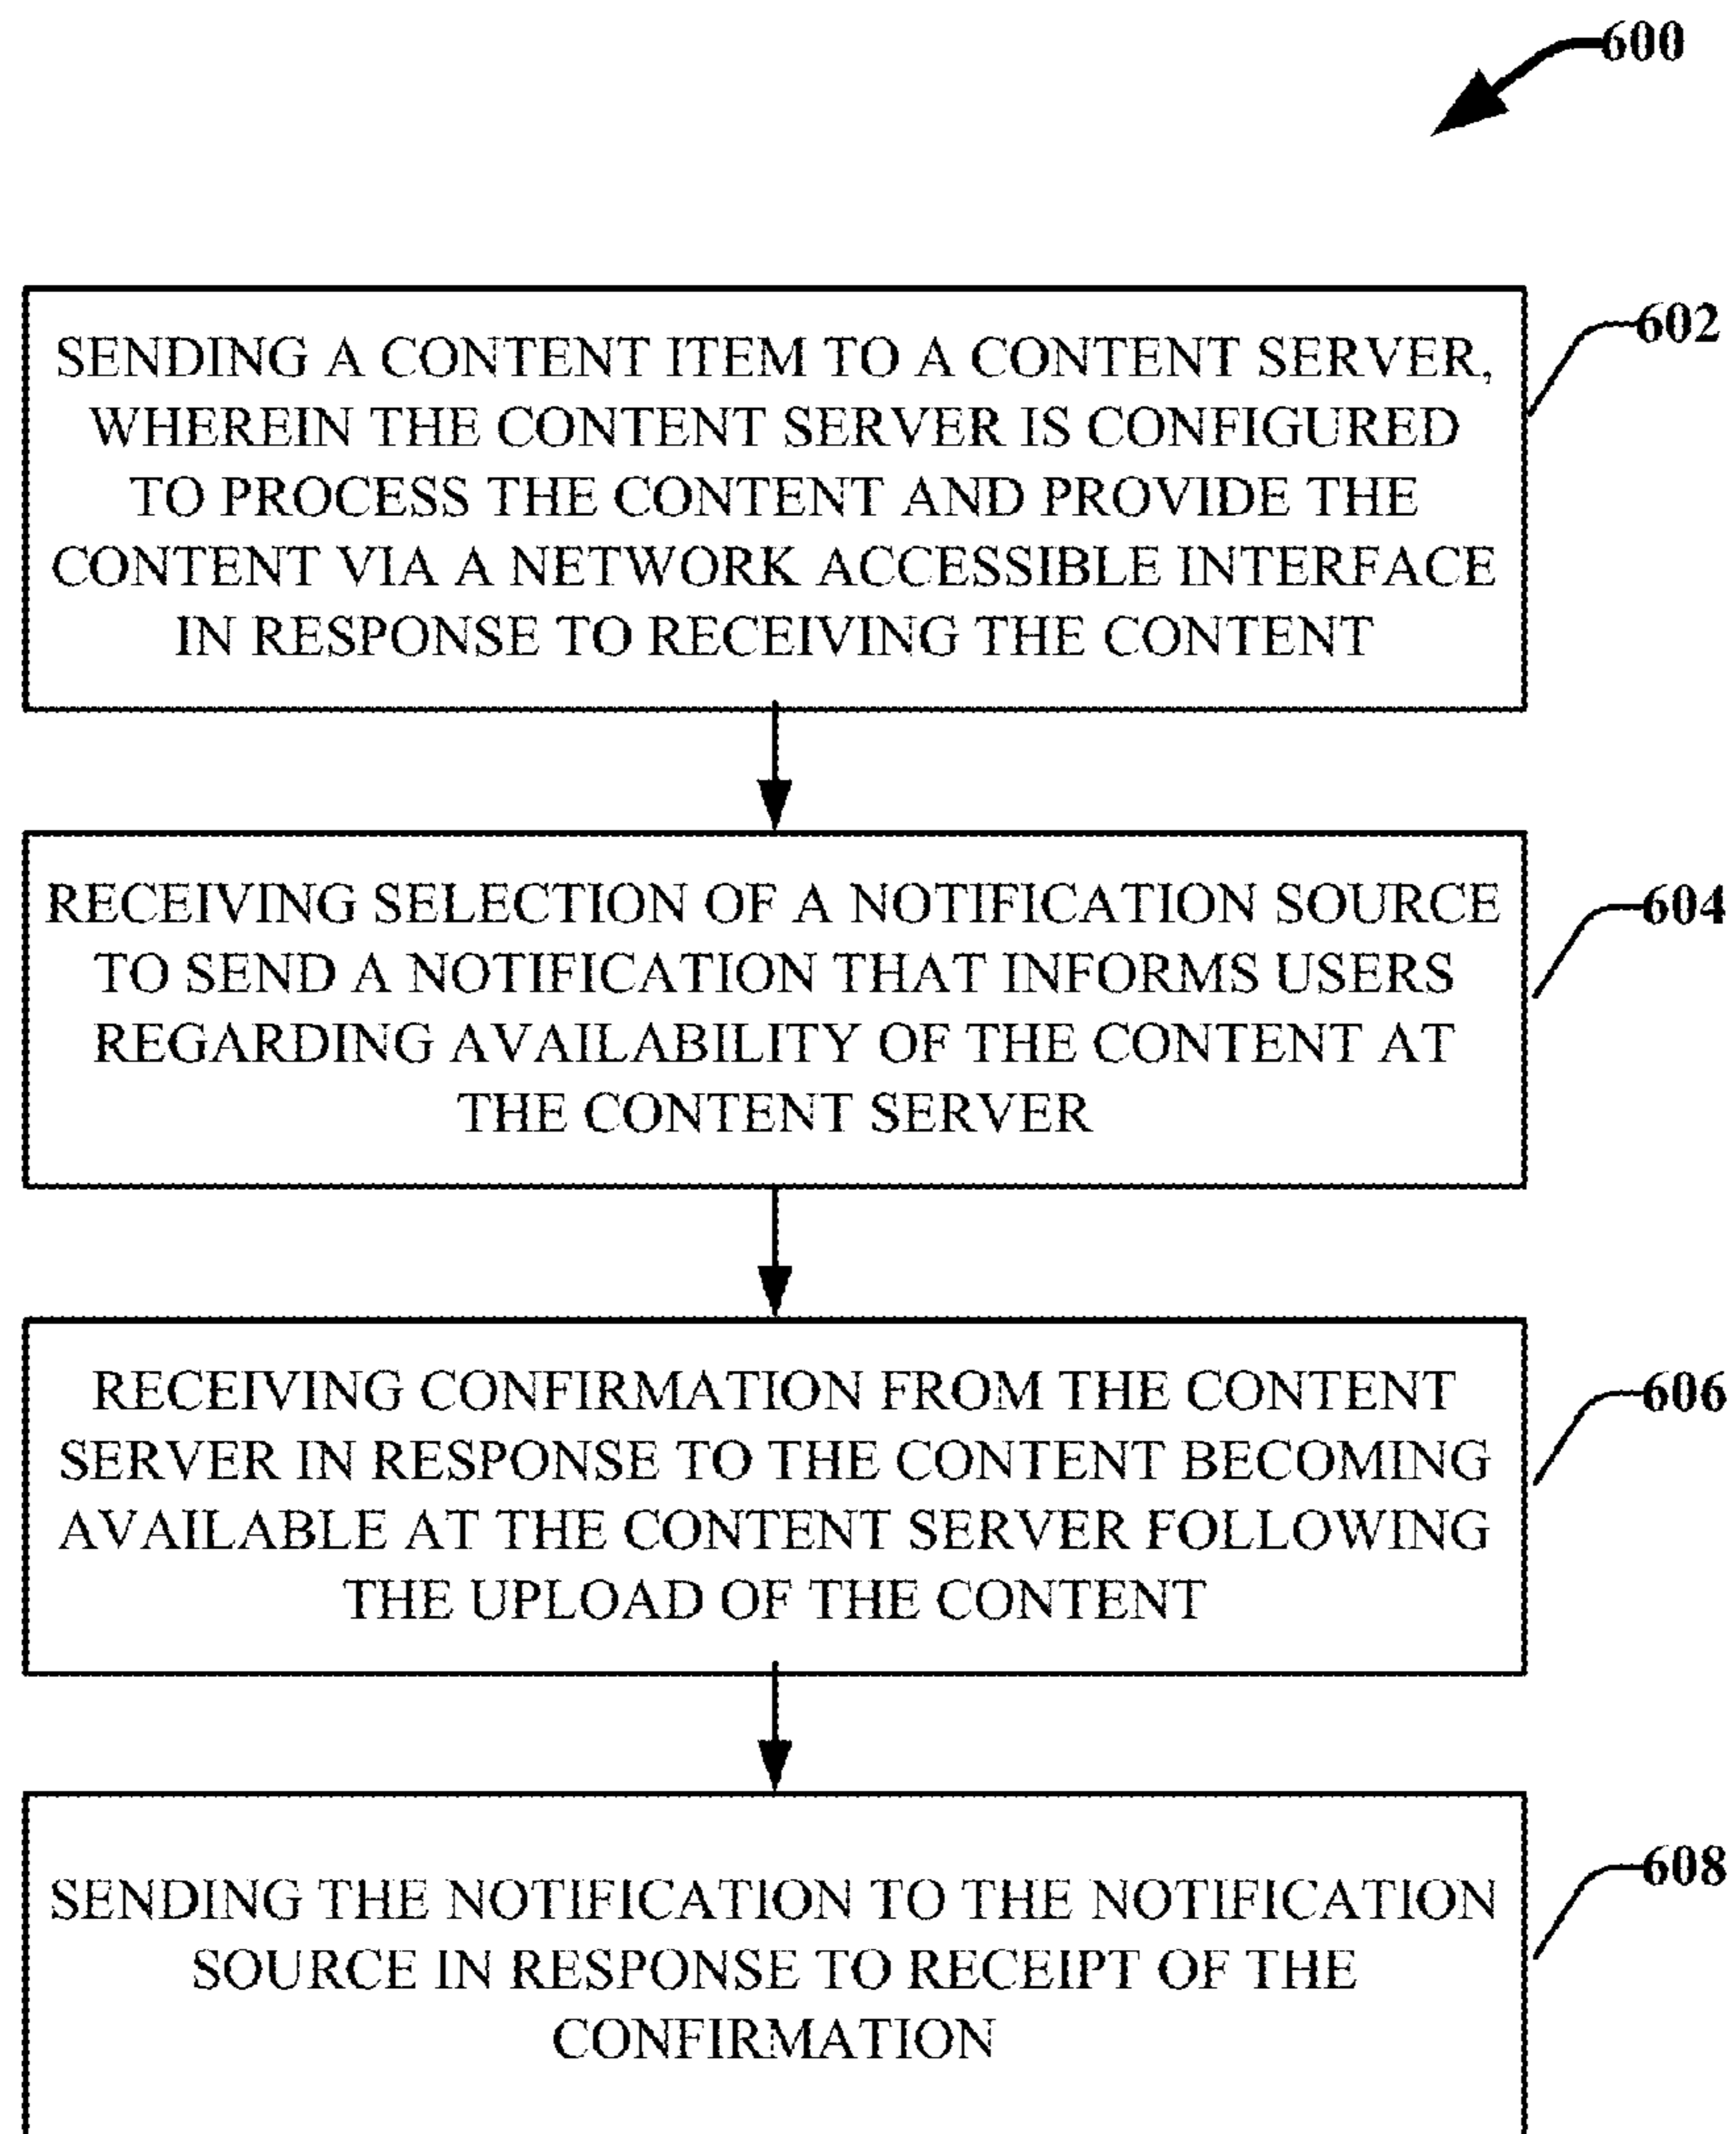 600
602
SENDING A CONTENT ITEM TO A CONTENT SERVER,
WHEREIN THE CONTENT SERVER IS CONFIGURED
TO PROCESS THE CONTENT AND PROVIDE THE
CONTENT VIA A NETWORK ACCESSIBLE INTERFACE
IN RESPONSE TO RECEIVING THE CONTENT
604
RECEIVING SELECTION OF A NOTIFICATION SOURCE
TO SEND A NOTIFICATION THAT INFORMS USERS
REGARDING AVAILABILITY OF THE CONTENT AT
THE CONTENT SERVER
606
RECEIVING CONFIRMATION FROM THE CONTENT
SERVER IN RESPONSE TO THE CONTENT BECOMING
AVAILABLE AT THE CONTENT SERVER FOLLOWING
THE UPLOAD OF THE CONTENT
608
SENDING THE NOTIFICATION TO THE NOTIFICATION
SOURCE IN RESPONSE TO RECEIPT OF THE
CONFIRMATION